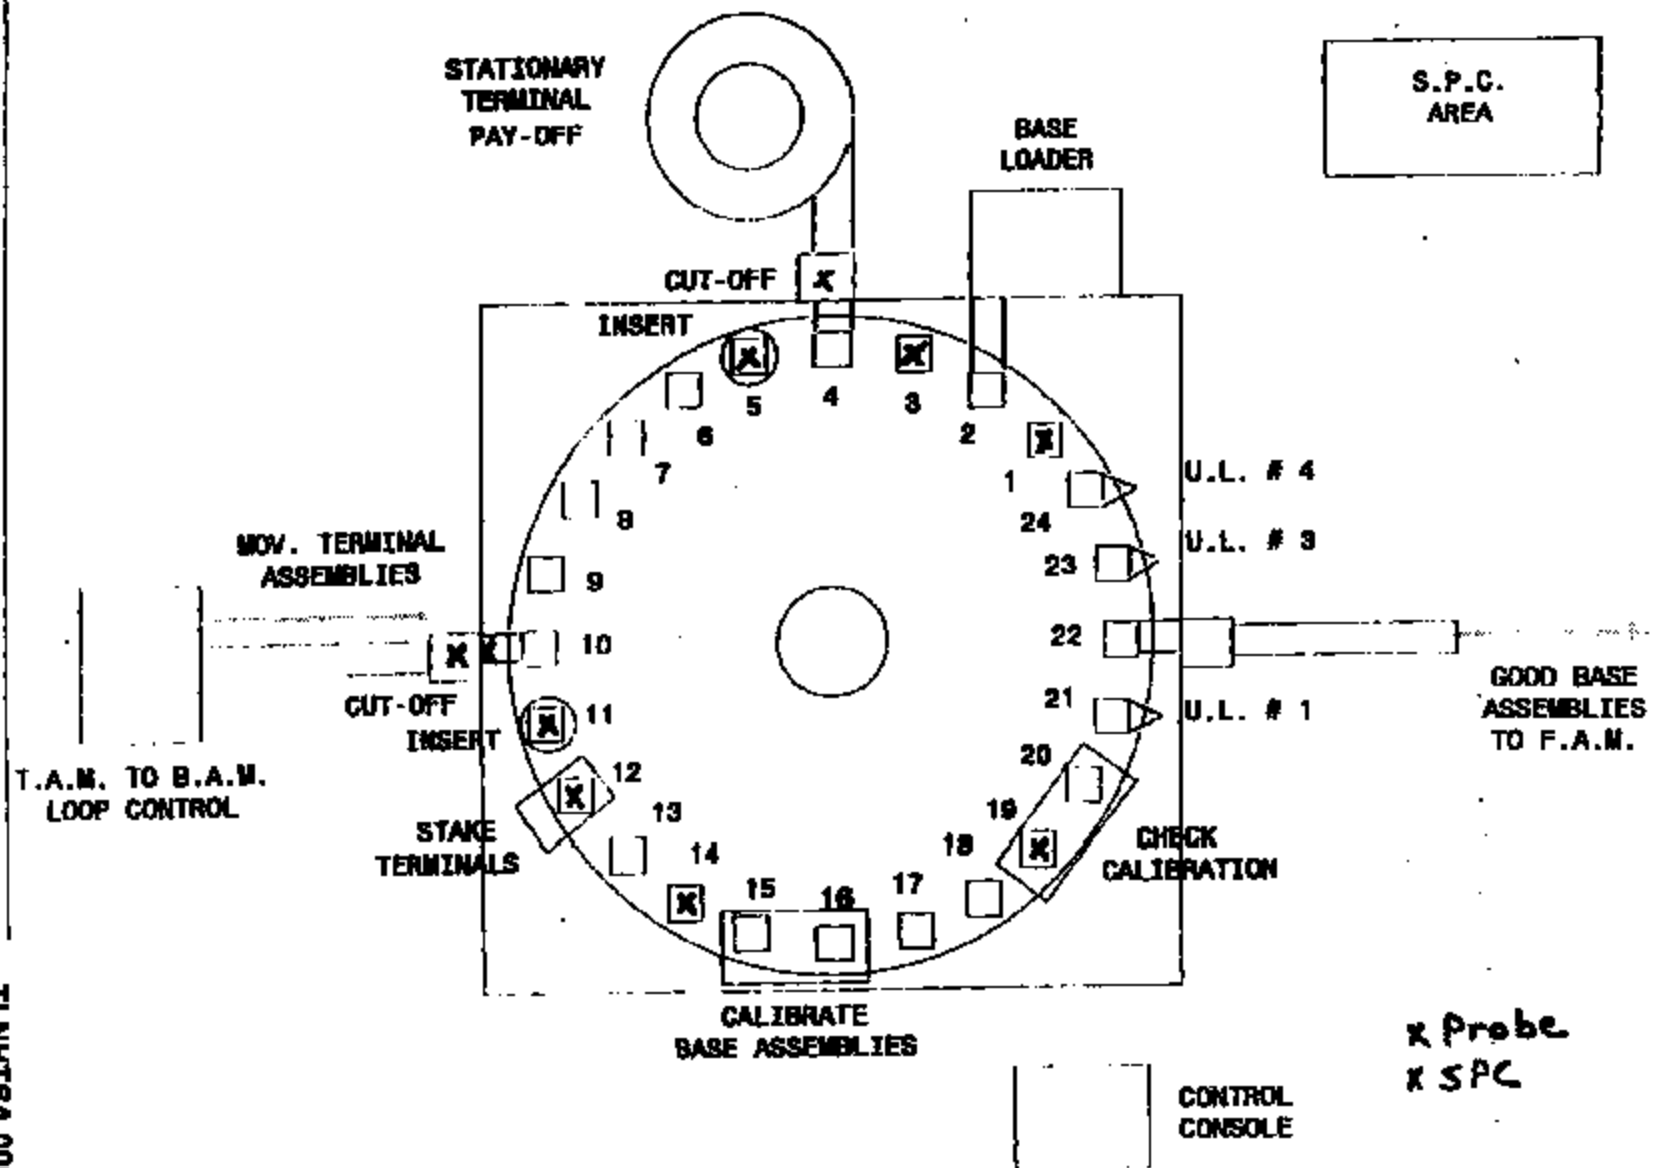 STATIONARY
TERMINAL
PAY-OFF
S.P.C.
AREA
BASE
LOADER
CUT-OFF
X
INSERT
X
X
5
4
3
6
2
X
7
1
U.L. # 4
8
24
MOV. TERMINAL
ASSEMBLIES
U.L. # 3
9
23
10
22
X
X
CUT-OFF
INSERT
X
11
21
U.L. # 1
GOOD BASE
ASSEMBLIES
TO F.A.M.
T.A.M. TO B.A.M.
LOOP CONTROL
12
X
20
STAKE
TERMINALS
13
19
X
CHECK
CALIBRATION
14
18
X
15
16
17
CALIBRATE
BASE ASSEMBLIES
x Probe
x SPC
CONTROL
CONSOLE